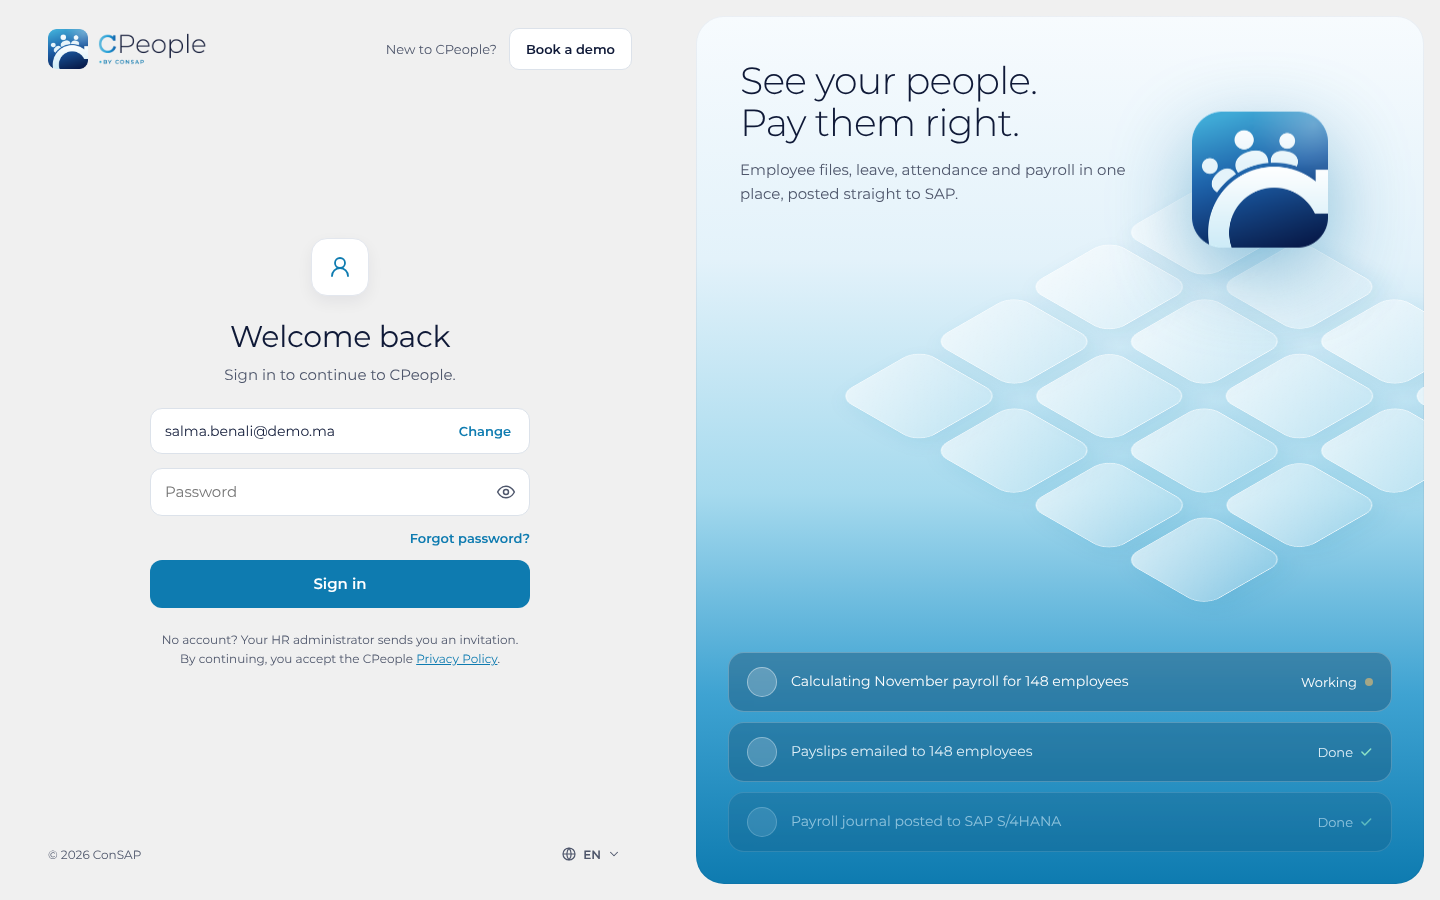 CPeople
BY CONSAP
New to CPeople?
Book a demo
Welcome back
Sign in to continue to CPeople.
salma.benali@demo.ma
Change
Password
Forgot password?
Sign in
No account? Your HR administrator sends you an invitation.
By continuing, you accept the CPeople Privacy Policy.
© 2026 ConSAP
EN
See your people.
Pay them right.
Employee files, leave, attendance and payroll in one
place, posted straight to SAP.
Calculating November payroll for 148 employees
Working
Payslips emailed to 148 employees
Done
Payroll journal posted to SAP S/4HANA
Done